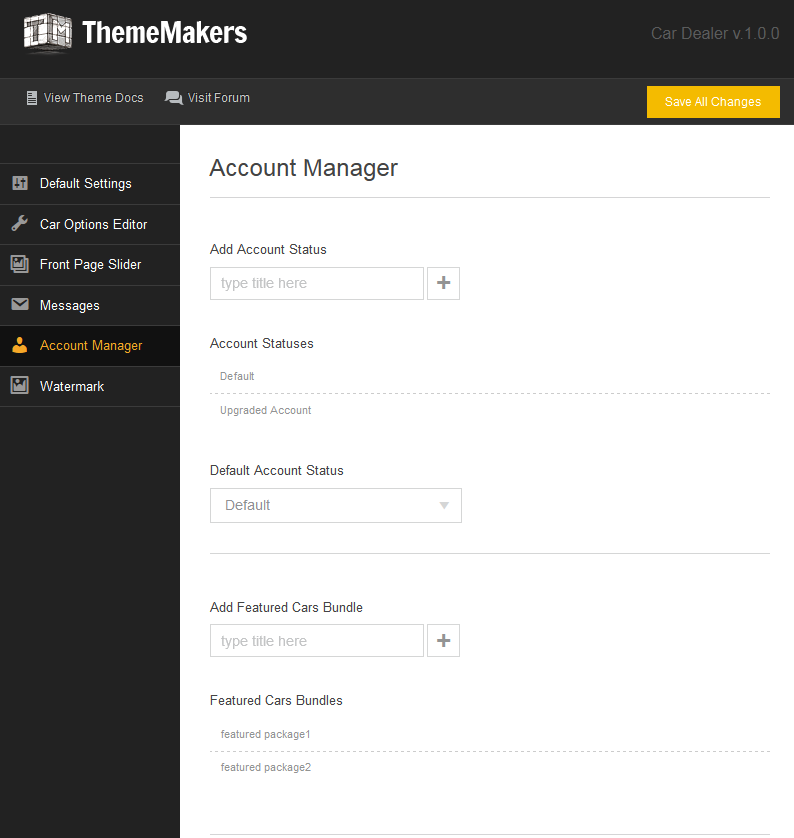 TM ThemeMakers
Car Dealer v.1.0.0
View Theme Docs
Visit Forum
Save All Changes
Default Settings
Car Options Editor
Front Page Slider
Messages
Account Manager
Watermark
Account Manager
Add Account Status
type title here
+
Account Statuses
Default
Upgraded Account
Default Account Status
Default
Add Featured Cars Bundle
type title here
+
Featured Cars Bundles
featured package1
featured package2